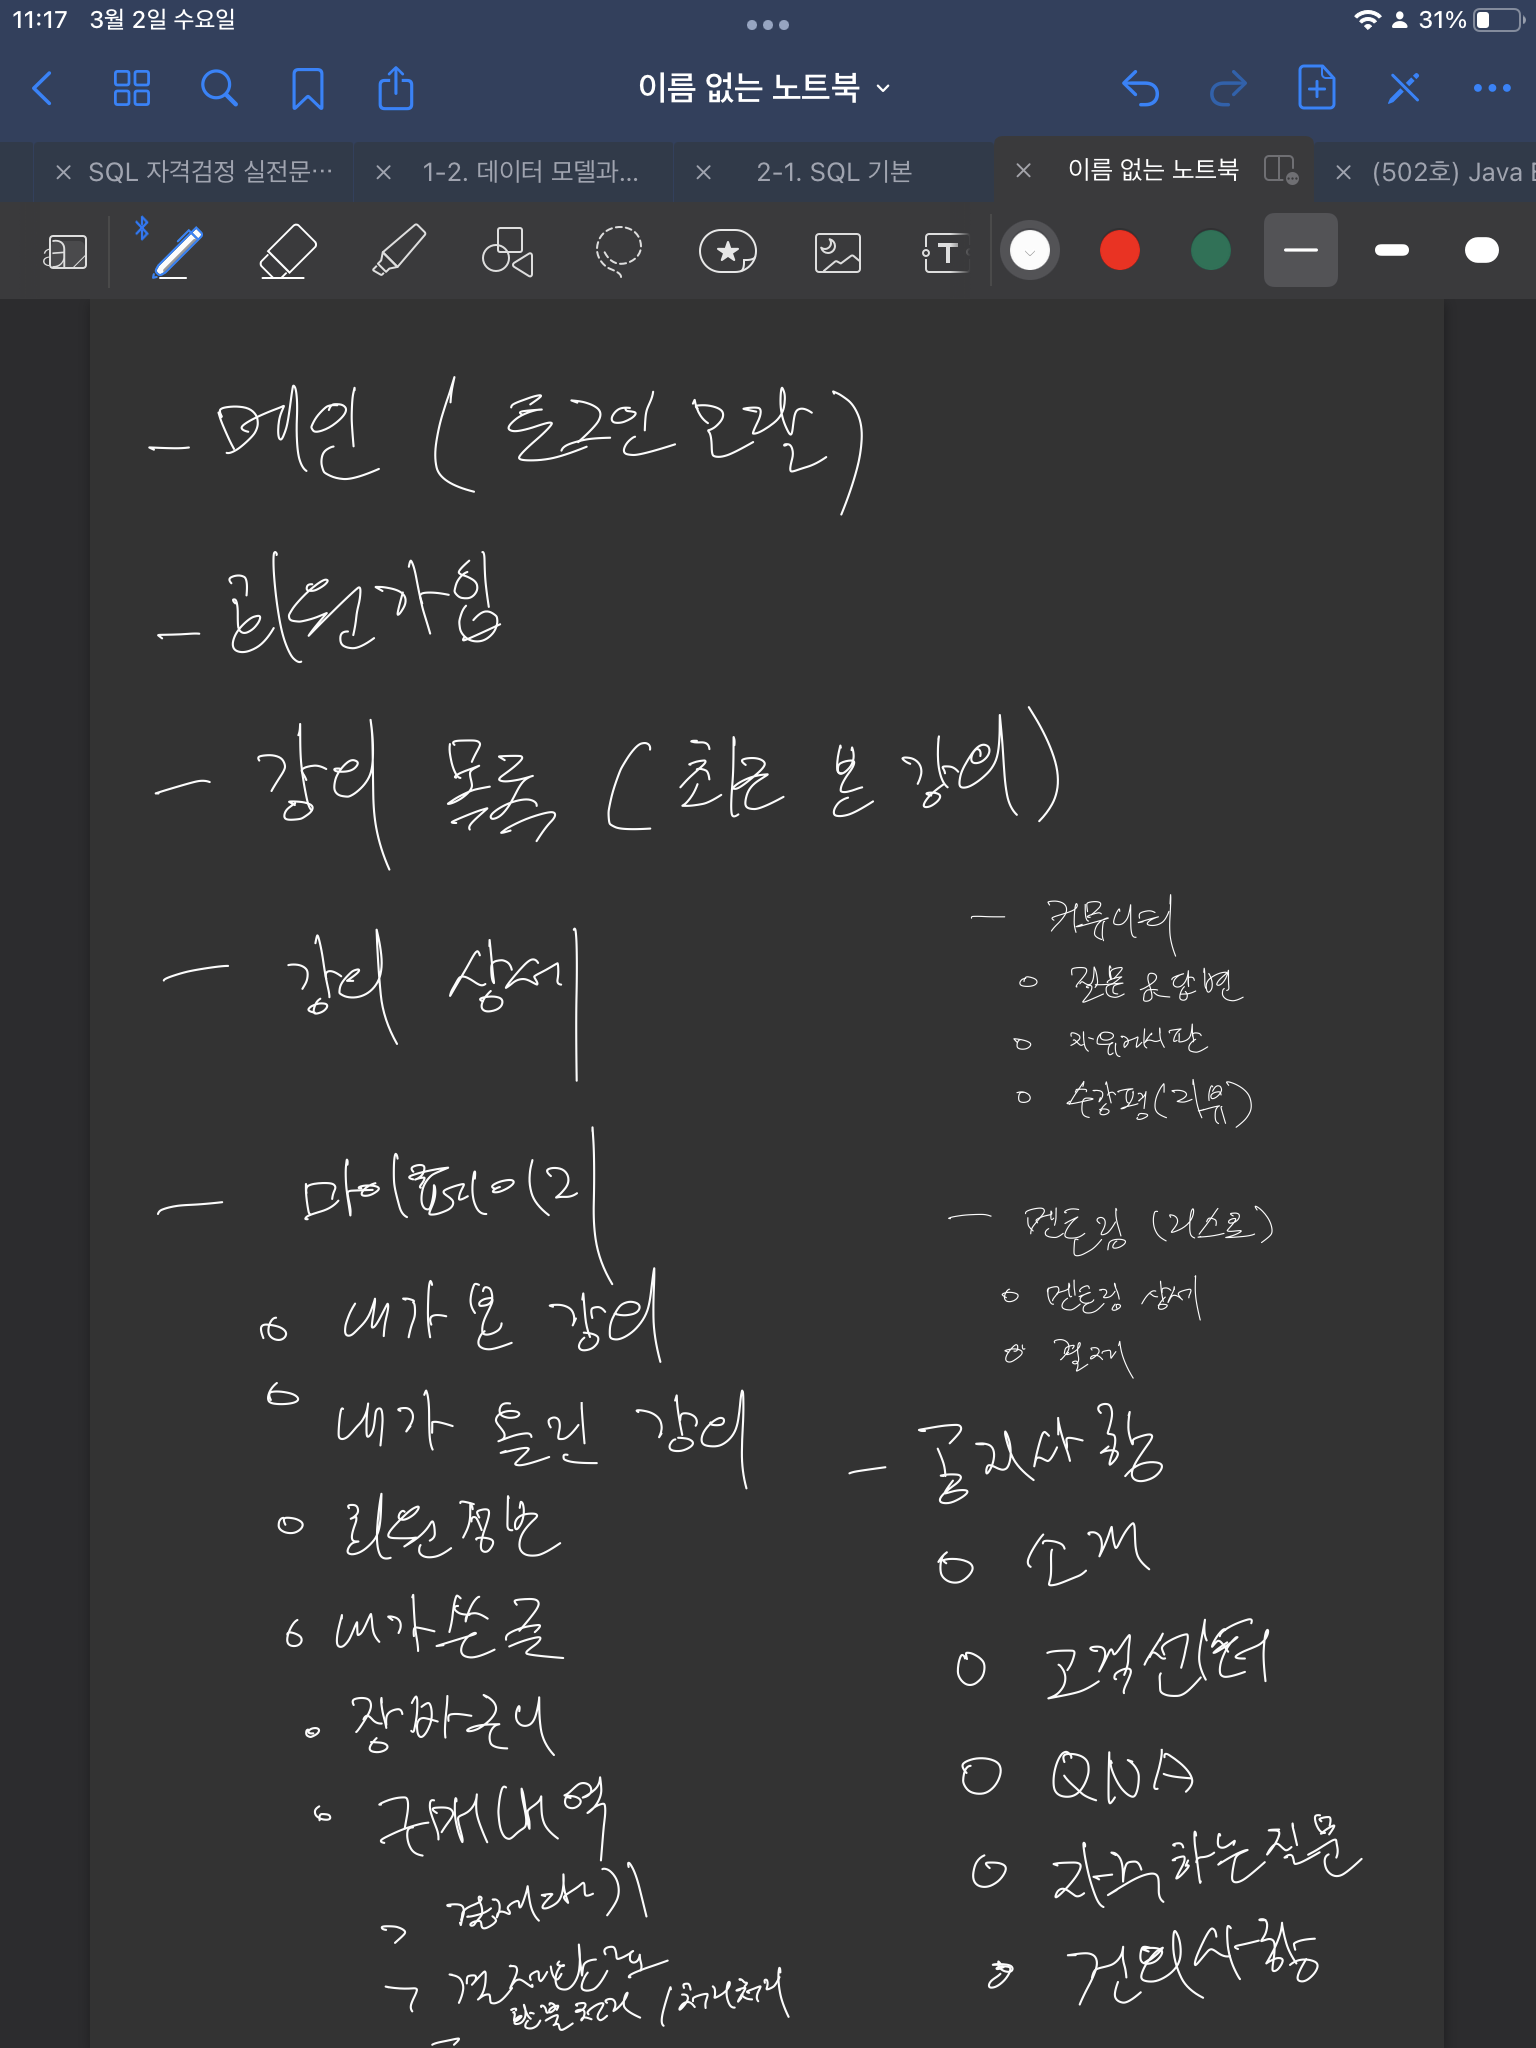 11:17 3월 2일 수요일
31%
이름 없는 노트북
SQL 자격검정 실전문…
1-2. 데이터 모델과...
2-1. SQL 기본
이름 없는 노트북
(502호) Java E
T
- 메인 (로그인 모달)
- 회원가입
- 강의 목록 (최근 본 강의)
- 강의 상세
- 마이페이지
o 내가 본 강의
o 내가 올린 강의
o 회원정보
o 내가 쓴 글
o 장바구니
o 구매내역
결제대기
결제완료
환불처리 /
- 커뮤니티
o 질문 및 답변
o 자유게시판
o 수강평(리뷰)
- 멘토링 (리스트)
o 멘토링 상세
o 결제
- 공지사항
o 소개
o 고객센터
o QNA
o 자주하는질문
o 건의사항